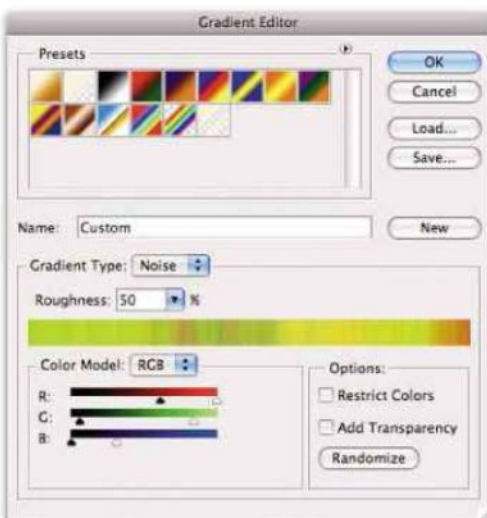 Gradient Editor
Presets
OK
Cancel
Load...
Save...
Name: Custom
New
Gradient Type: Noise
Roughness: 50 %
Color Model: RGB
R:
G:
B:
Options:
Restrict Colors
Add Transparency
Randomize